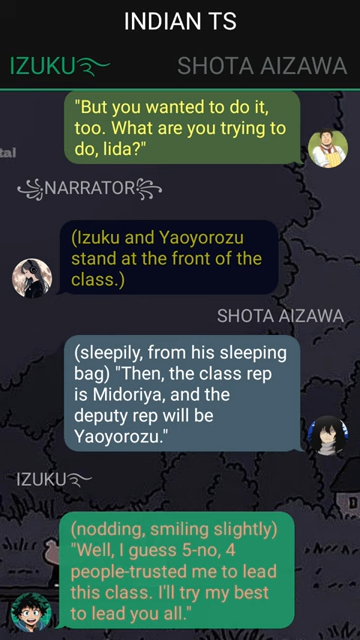 INDIAN TS
IZUKU࿐ SHOTA AIZAWA
"But you wanted to do it,
too. What are you trying to
do, Iida?"
tal
꧁NARRATOR꧂
(Izuku and Yaoyorozu
stand at the front of the
class.)
SHOTA AIZAWA
(sleepily, from his sleeping
bag) "Then, the class rep
is Midoriya, and the
deputy rep will be
Yaoyorozu."
IZUKU࿐
(nodding, smiling slightly)
"Well, I guess 5-no, 4
people-trusted me to lead
this class. I'll try my best
to lead you all."